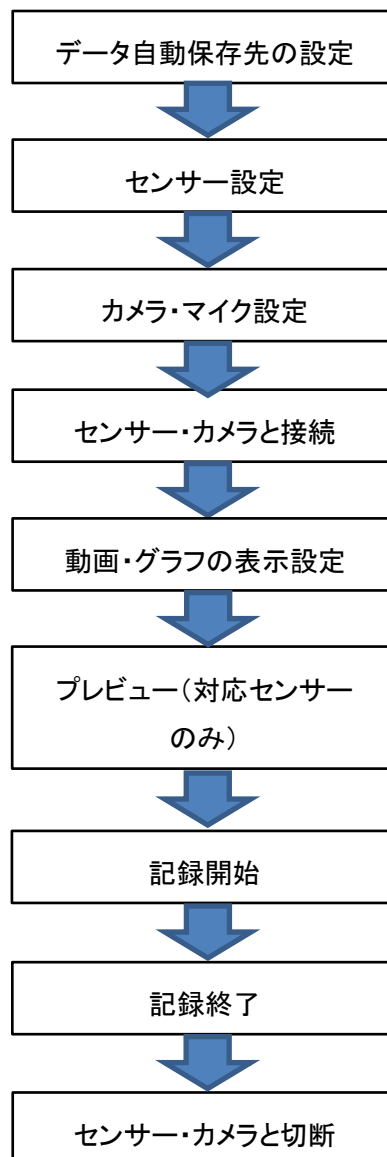 データ自動保存先の設定
センサー設定
カメラ・マイク設定
センサー・カメラと接続
動画・グラフの表示設定
プレビュー(対応センサー
のみ)
記録開始
記録終了
センサー・カメラと切断